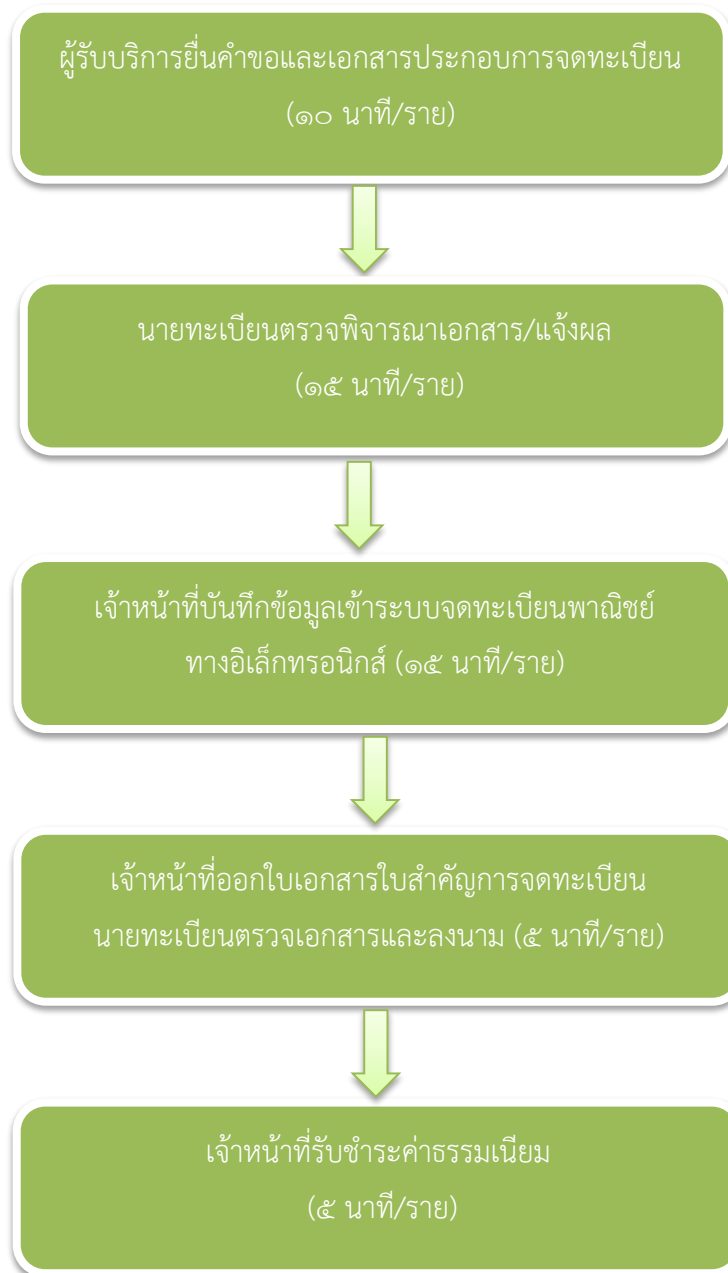 ผู้รับบริการยื่นคำขอและเอกสารประกอบการจดทะเบียน
(๑๐ นาที/ราย)
นายทะเบียนตรวจพิจารณาเอกสาร/แจ้งผล
(๑๕ นาที/ราย)
เจ้าหน้าที่บันทึกข้อมูลเข้าระบบจดทะเบียนพาณิชย์
ทางอิเล็กทรอนิกส์ (๑๕ นาที/ราย)
เจ้าหน้าที่ออกใบเอกสารใบสำคัญการจดทะเบียน
นายทะเบียนตรวจเอกสารและลงนาม (๕ นาที/ราย)
เจ้าหน้าที่รับชำระค่าธรรมเนียม
(๕ นาที/ราย)